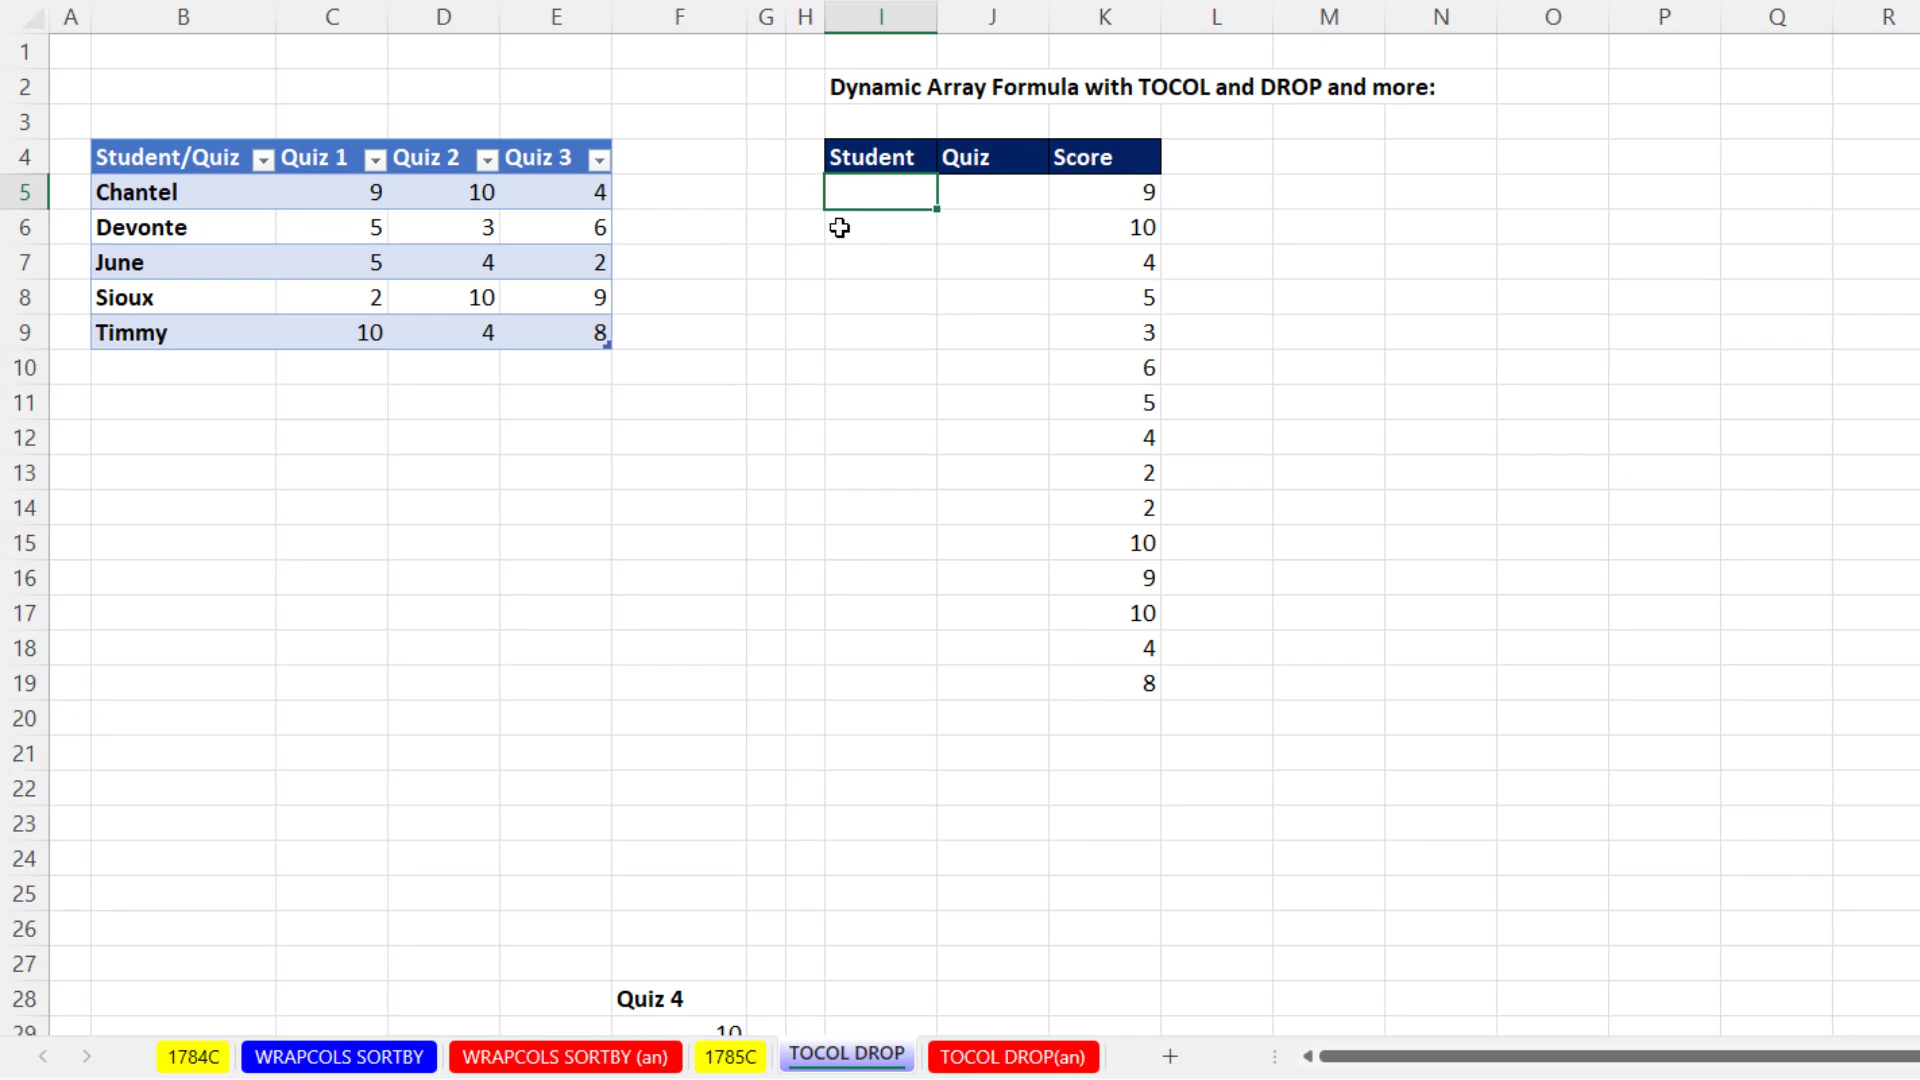 A B C D E F G H I J K L M N O P Q R
1
2 Dynamic Array Formula with TOCOL and DROP and more:
3
4 Student/Quiz Quiz 1 Quiz 2 Quiz 3 Student Quiz Score
5 Chantel 9 10 4 9
6 Devonte 5 3 6 10
7 June 5 4 2 4
8 Sioux 2 10 9 5
9 Timmy 10 4 8 3
10 6
11 5
12 4
13 2
14 2
15 10
16 9
17 10
18 4
19 8
20
21
22
23
24
25
26
27
28 Quiz 4
29 10
1784C WRAPCOLS SORTBY WRAPCOLS SORTBY (an) 1785C TOCOL DROP TOCOL DROP(an)